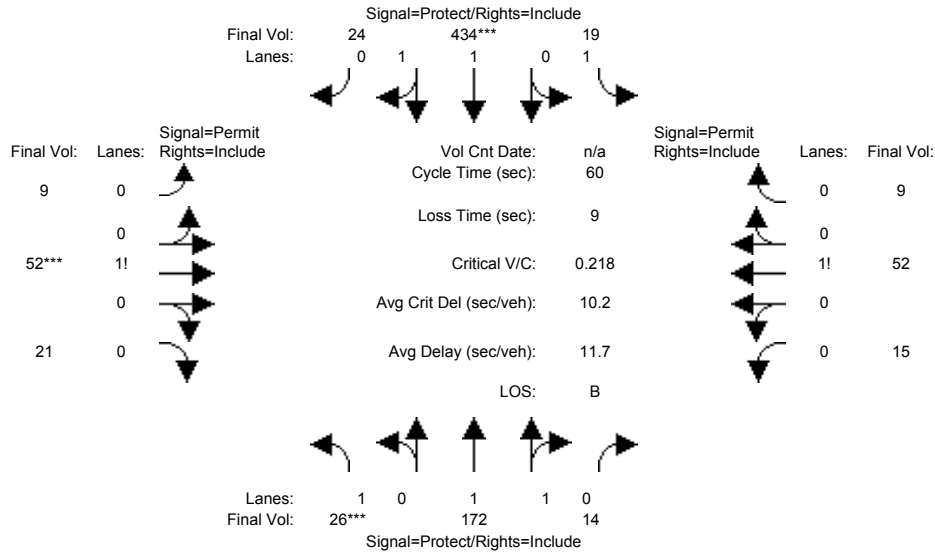 Signal=Protect/Rights=Include
Final Vol: 24 434*** 19
Lanes: 0 1 1 0 1
Signal=Permit Signal=Permit
Final Vol: Lanes: Rights=Include Vol Cnt Date: n/a Rights=Include Lanes: Final Vol:
Cycle Time (sec): 60
9 0 0 9
Loss Time (sec): 9
0 0
52*** 1! Critical V/C: 0.218 1! 52
0 Avg Crit Del (sec/veh): 10.2 0
21 0 Avg Delay (sec/veh): 11.7 0 15
LOS: B
Lanes: 1 0 1 1 0
Final Vol: 26*** 172 14
Signal=Protect/Rights=Include